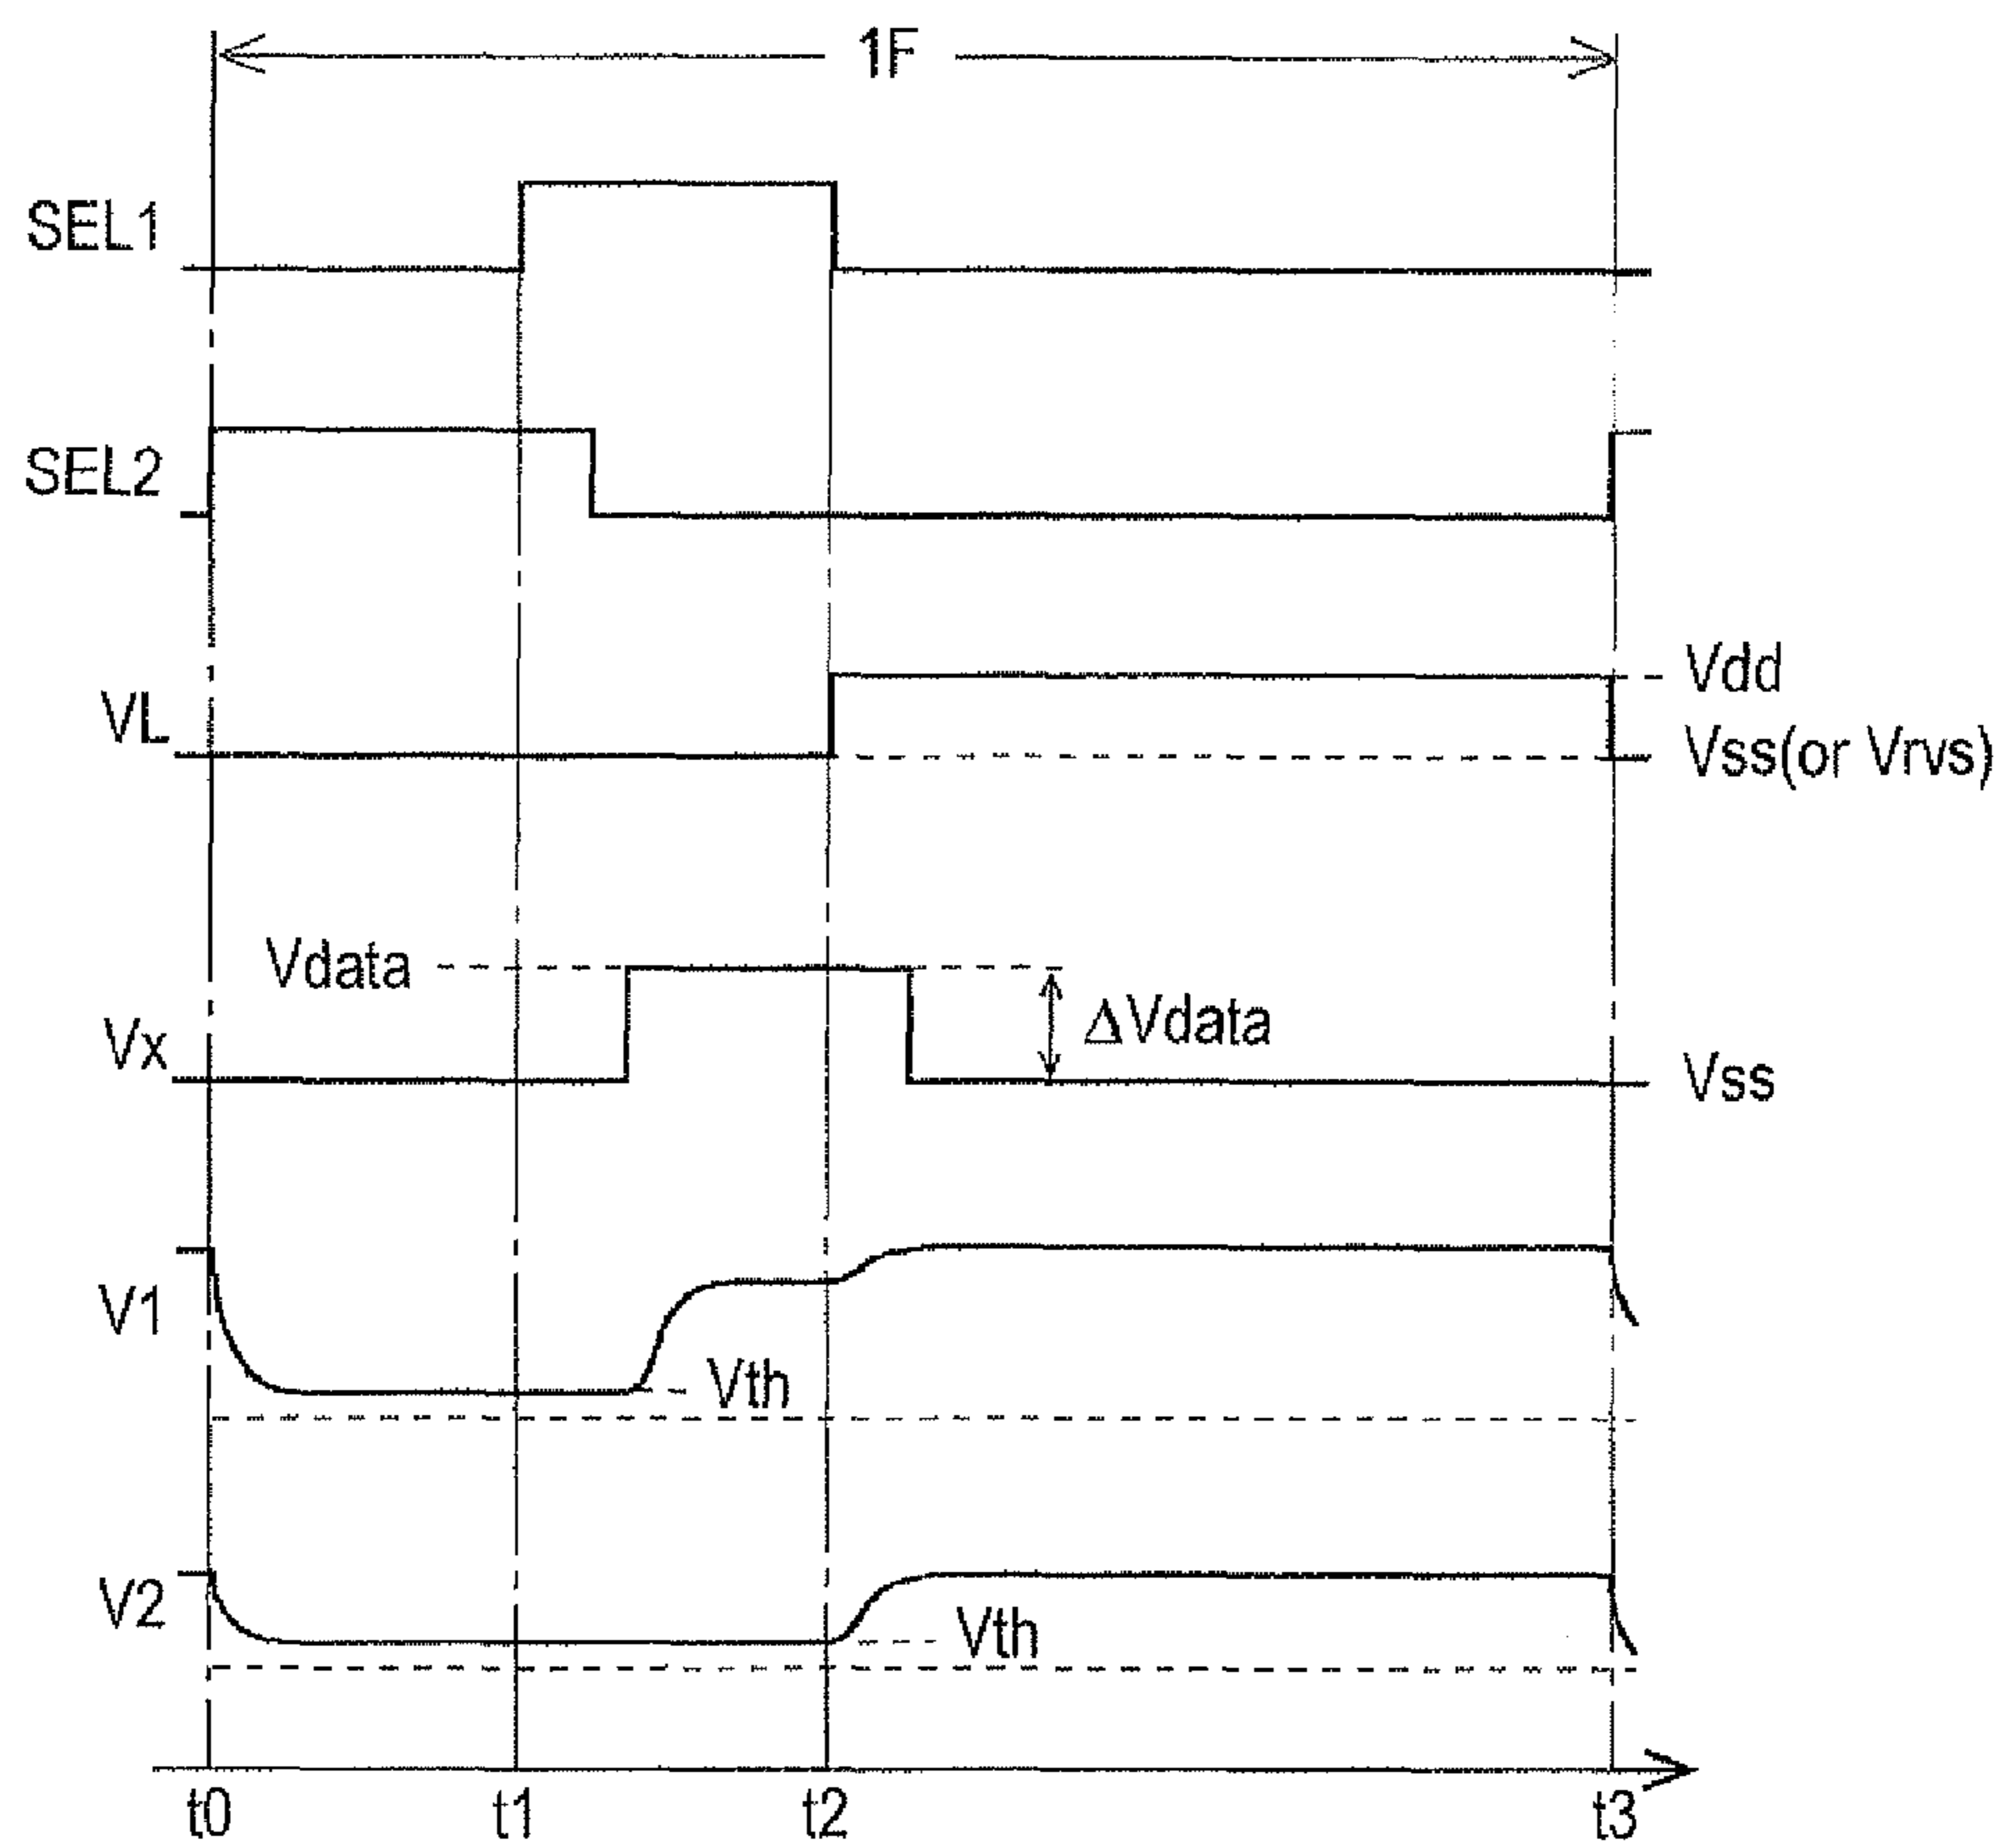 1F
SEL1
SEL2
Vdd
VL
Vss(or Vrvs)
Vdata
ΔVdata
Vx
Vss
V1
Vth
V2
Vth
t0 t1 t2 t3